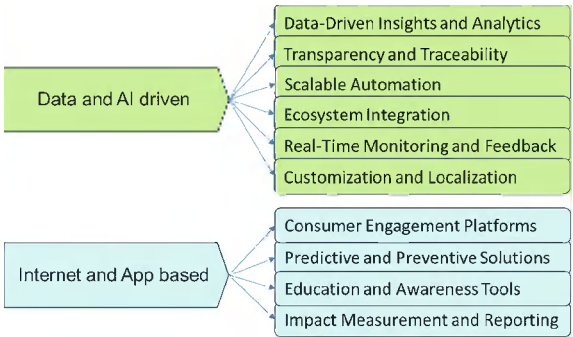 Data and AI driven
Data-Driven Insights and Analytics
Transparency and Traceability
Scalable Automation
Ecosystem Integration
Real-Time Monitoring and Feedback
Customization and Localization
Internet and App based
Consumer Engagement Platforms
Predictive and Preventive Solutions
Education and Awareness Tools
Impact Measurement and Reporting